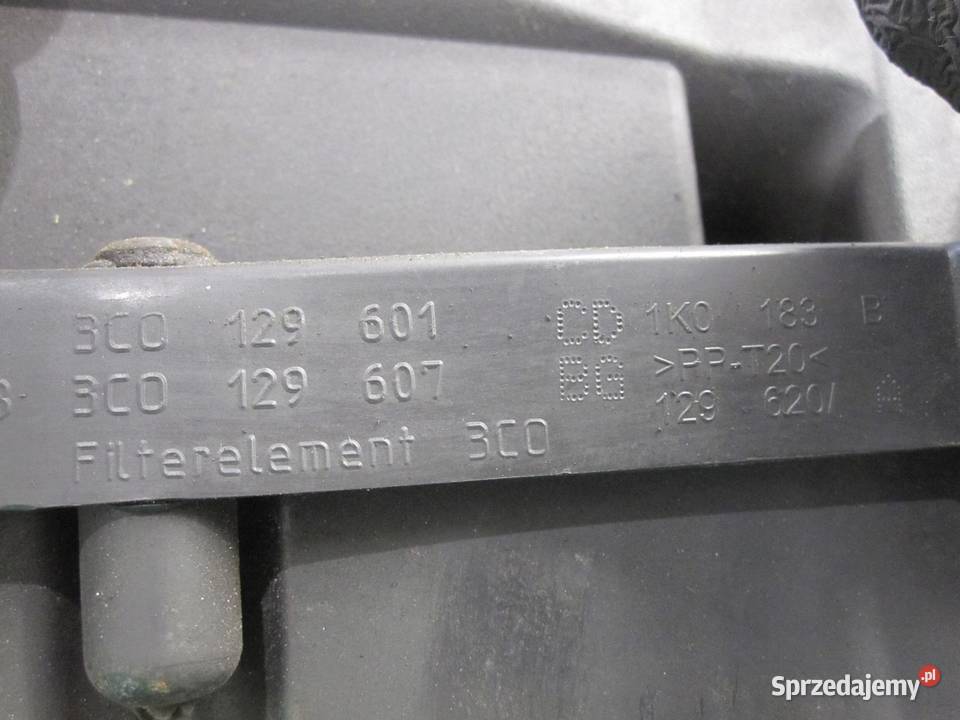 3C0 129 601
3C0 129 607
Filterelement 3C0
CD 1K0 183 B
BG >PP-T20<
129 620/ A
Sprzedajemy.pl